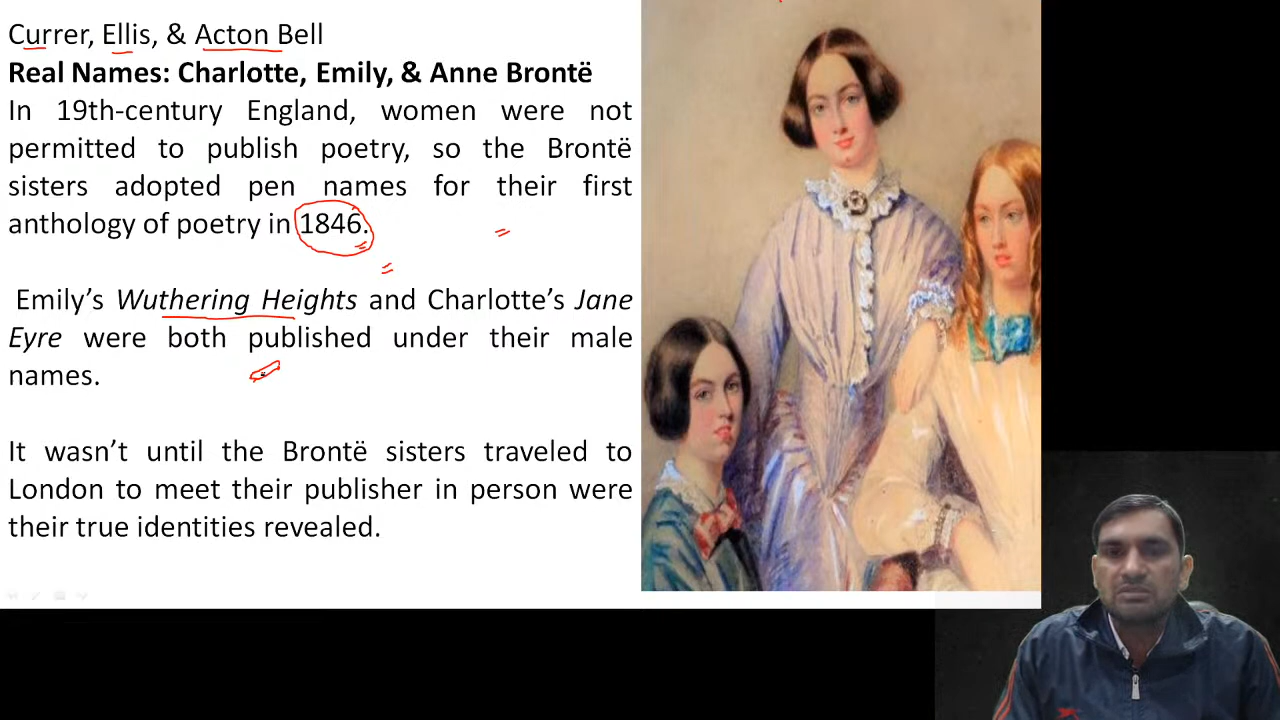 Currer, Ellis, & Acton Bell
Real Names: Charlotte, Emily, & Anne Brontë
In 19th-century England, women were not
permitted to publish poetry, so the Brontë
sisters adopted pen names for their first
anthology of poetry in 1846.
Emily’s Wuthering Heights and Charlotte’s Jane
Eyre were both published under their male
names.
It wasn’t until the Brontë sisters traveled to
London to meet their publisher in person were
their true identities revealed.